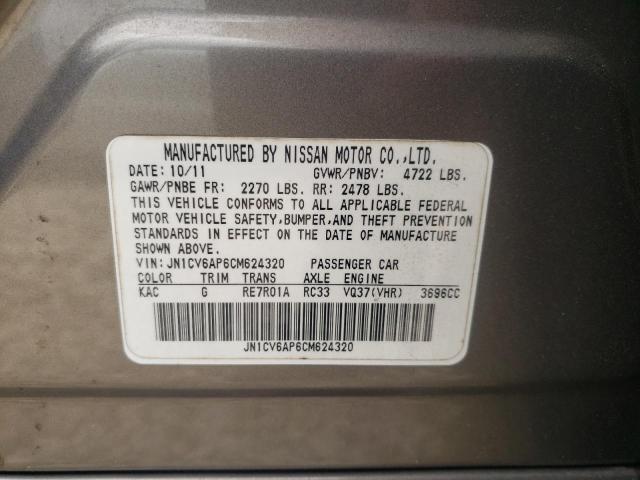 MANUFACTURED BY NISSAN MOTOR CO.,LTD.
DATE: 10/11 GVWR/PNBV: 4722 LBS.
GAWR/PNBE FR: 2270 LBS. RR: 2478 LBS.
THIS VEHICLE CONFORMS TO ALL APPLICABLE FEDERAL
MOTOR VEHICLE SAFETY,BUMPER,AND THEFT PREVENTION
STANDARDS IN EFFECT ON THE DATE OF MANUFACTURE
SHOWN ABOVE.
VIN: JN1CV6AP6CM624320 PASSENGER CAR
COLOR TRIM TRANS AXLE ENGINE
KAC G RE7R01A RC33 VQ37(VHR) 3696CC
JN1CV6AP6CM624320